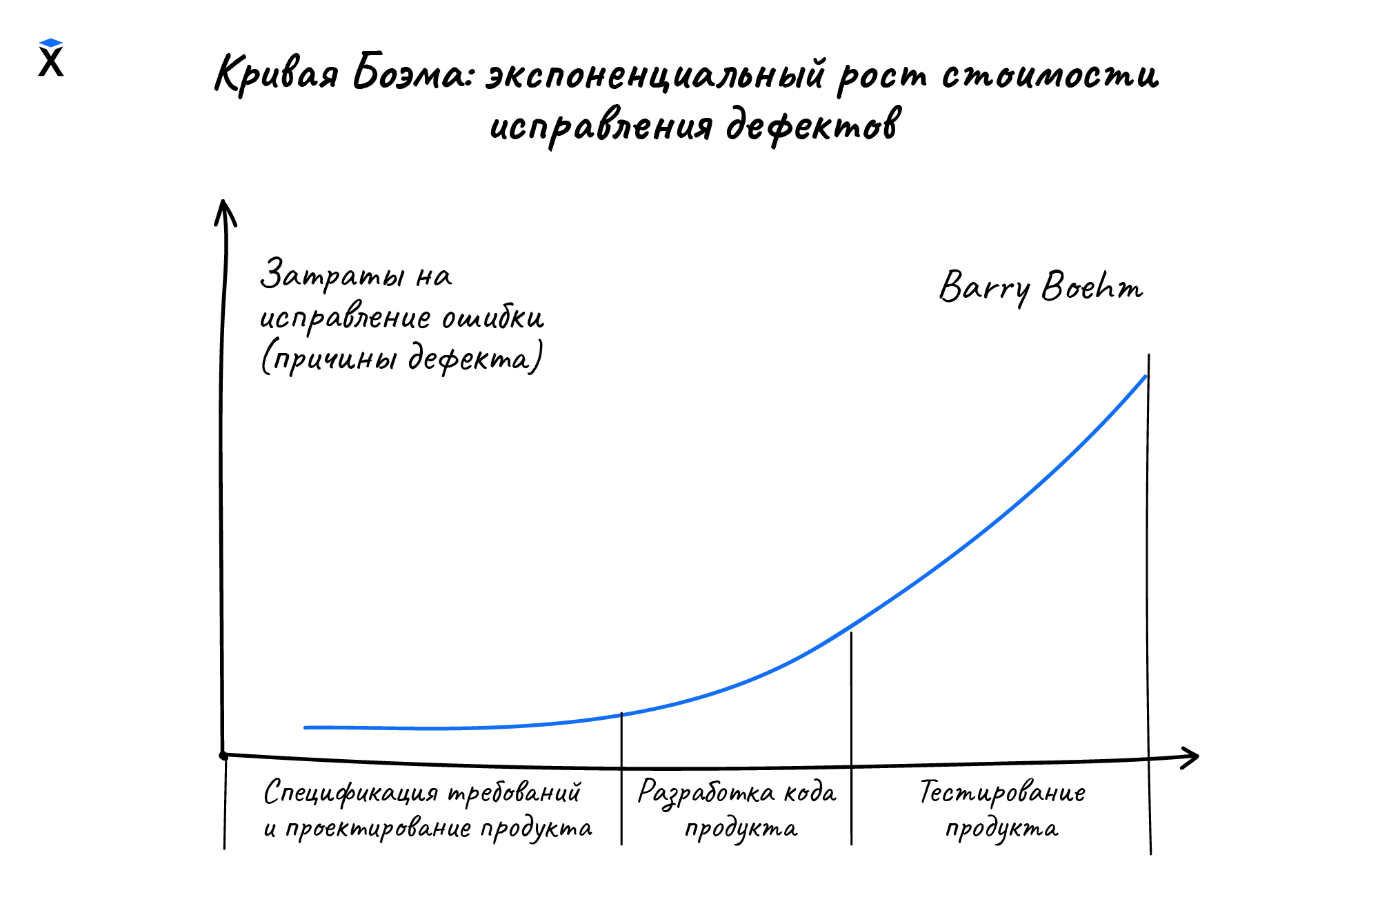 Кривая Боэма: экспоненциальный рост стоимости
исправления дефектов
Затраты на
исправление ошибки
(причины дефекта)
Barry Boehm
Спецификация требований
и проектирование продукта
Разработка кода
продукта
Тестирование
продукта